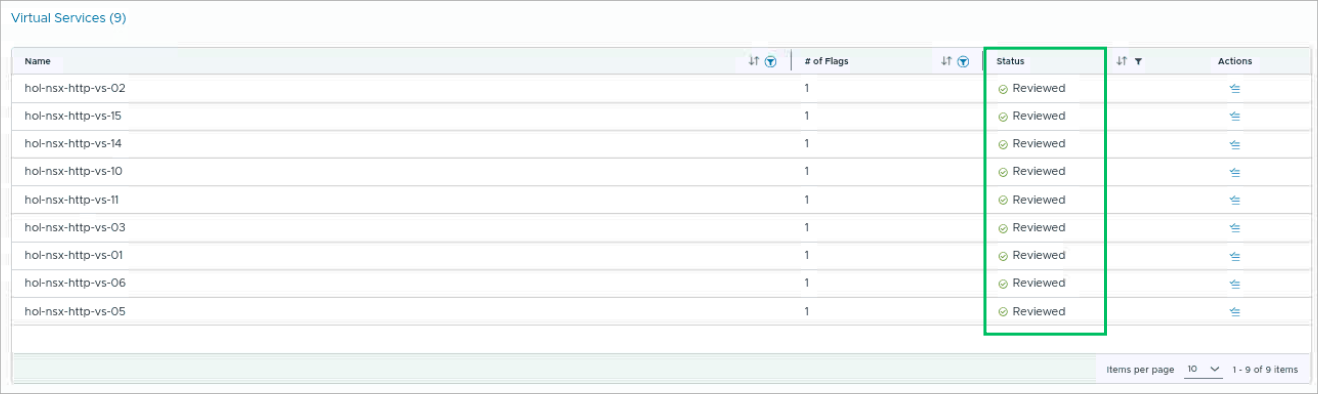 Virtual Services (9)
Name # of Flags Status Actions
hol-nsx-http-vs-02 1 Reviewed
hol-nsx-http-vs-15 1 Reviewed
hol-nsx-http-vs-14 1 Reviewed
hol-nsx-http-vs-10 1 Reviewed
hol-nsx-http-vs-11 1 Reviewed
hol-nsx-http-vs-03 1 Reviewed
hol-nsx-http-vs-01 1 Reviewed
hol-nsx-http-vs-06 1 Reviewed
hol-nsx-http-vs-05 1 Reviewed
Items per page 10 1 - 9 of 9 items